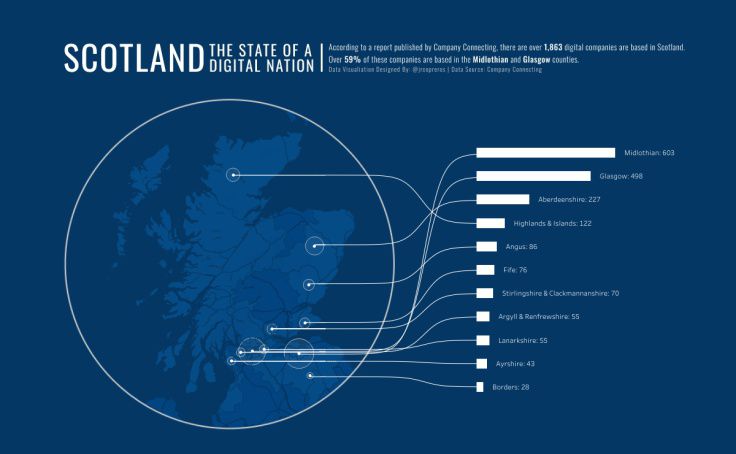 SCOTLAND
THE STATE OF A
DIGITAL NATION
According to a report published by Company Connecting, there are over 1,863 digital companies are based in Scotland.
Over 59% of these companies are based in the Midlothian and Glasgow counties.
Data Visualiation Designed By: @jrcopreros | Data Source: Company Connecting
Midlothian: 603
Glasgow: 498
Aberdeenshire: 227
Highlands & Islands: 122
Angus: 86
Fife: 76
Stirlingshire & Clackmannanshire: 70
Argyll & Renfrewshire: 55
Lanarkshire: 55
Ayrshire: 43
Borders: 28